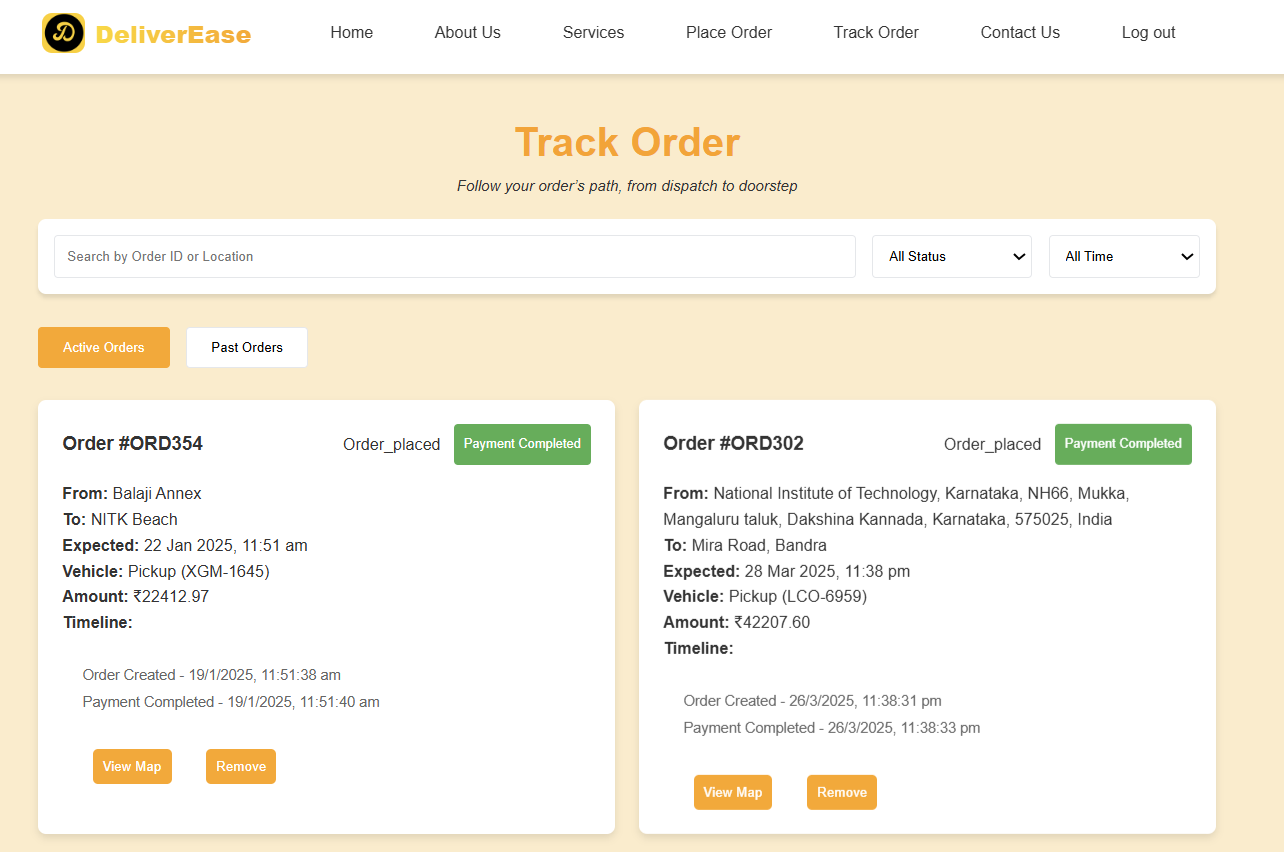 DeliverEase
Home About Us Services Place Order Track Order Contact Us Log out
Track Order
Follow your order's path, from dispatch to doorstep
Search by Order ID or Location All Status All Time
Active Orders Past Orders
Order #ORD354 Order_placed Payment Completed
From: Balaji Annex
To: NITK Beach
Expected: 22 Jan 2025, 11:51 am
Vehicle: Pickup (XGM-1645)
Amount: ₹22412.97
Timeline:
Order Created - 19/1/2025, 11:51:38 am
Payment Completed - 19/1/2025, 11:51:40 am
View Map Remove
Order #ORD302 Order_placed Payment Completed
From: National Institute of Technology, Karnataka, NH66, Mukka,
Mangaluru taluk, Dakshina Kannada, Karnataka, 575025, India
To: Mira Road, Bandra
Expected: 28 Mar 2025, 11:38 pm
Vehicle: Pickup (LCO-6959)
Amount: ₹42207.60
Timeline:
Order Created - 26/3/2025, 11:38:31 pm
Payment Completed - 26/3/2025, 11:38:33 pm
View Map Remove